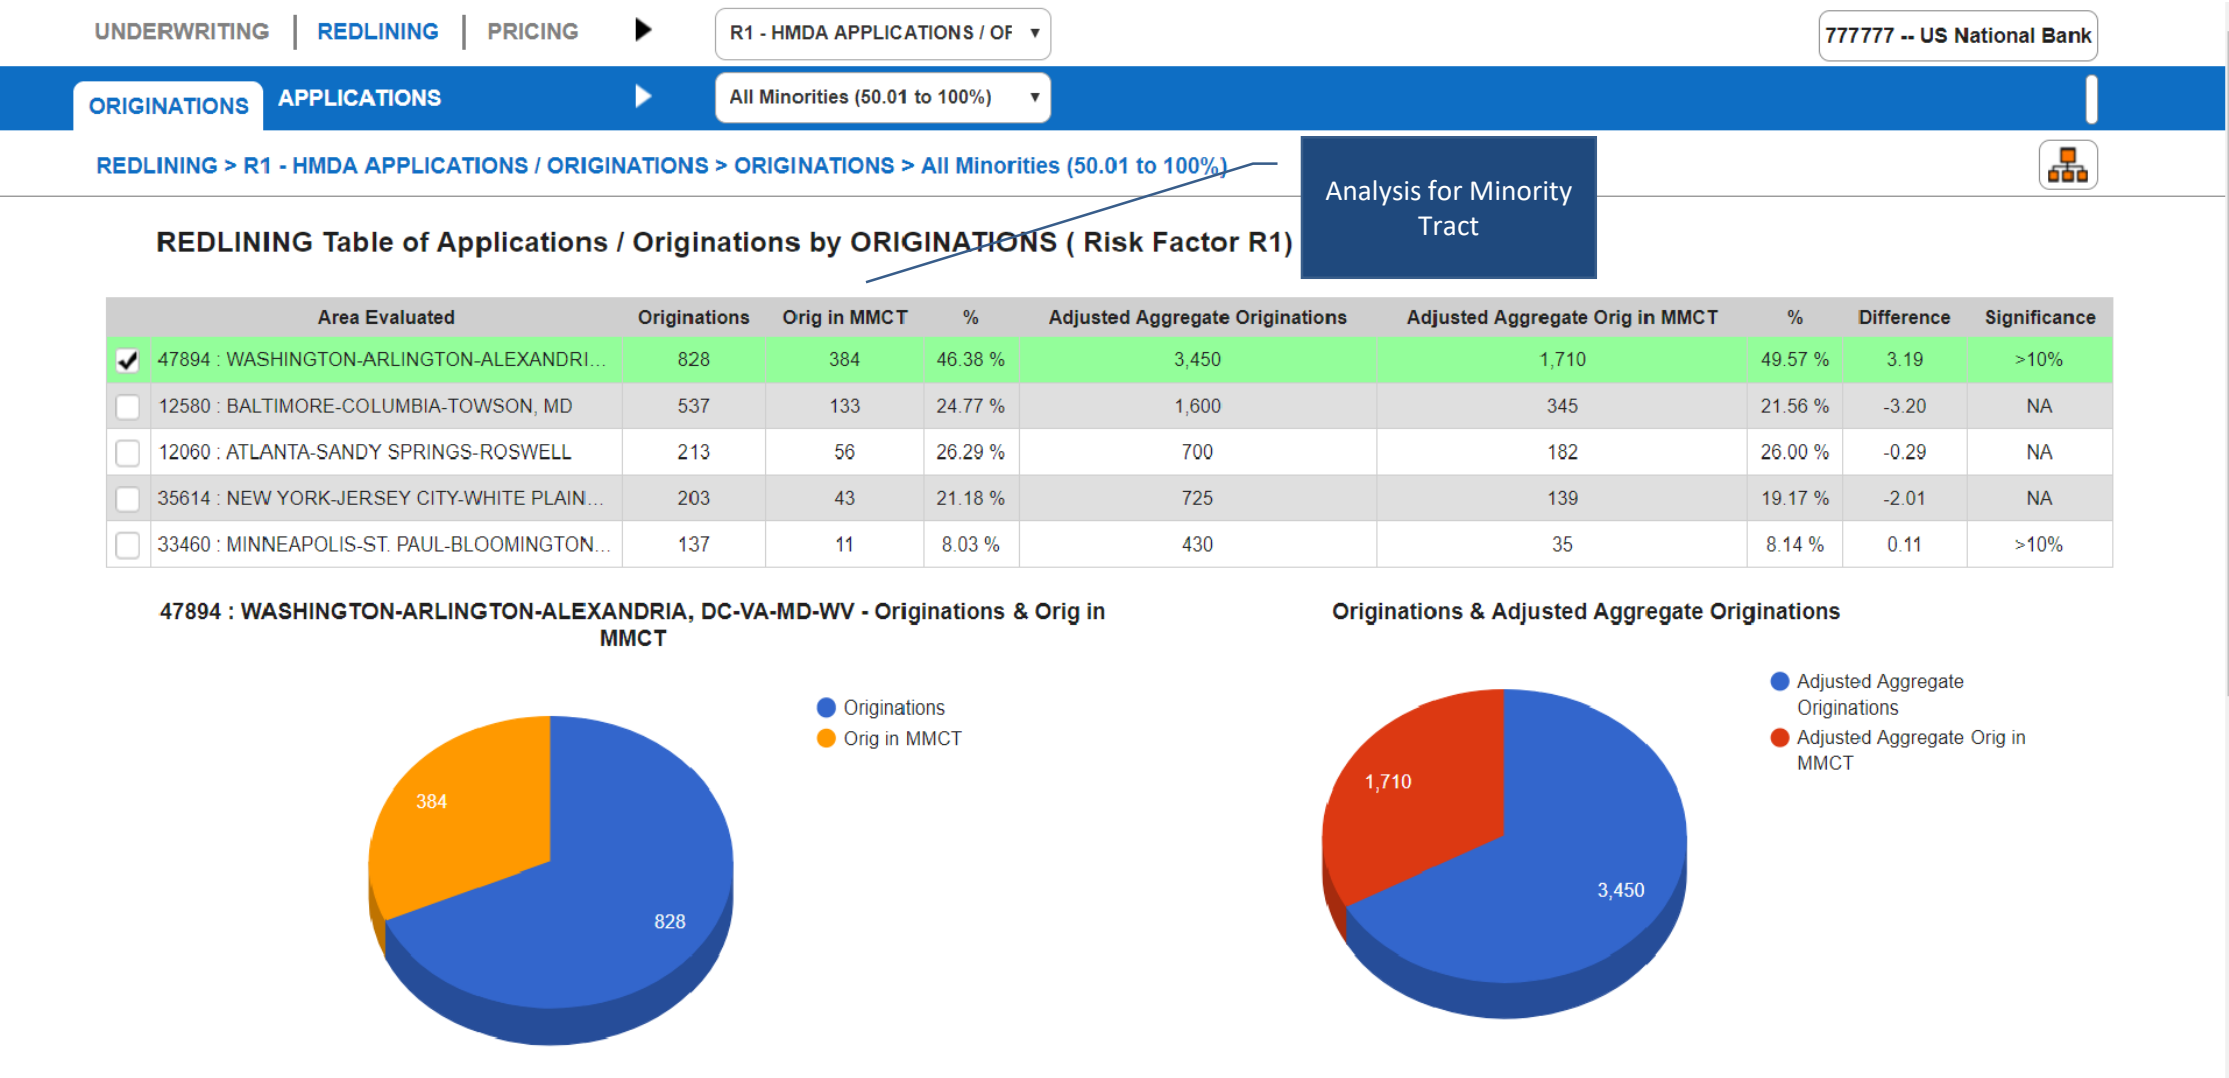 UNDERWRITING | REDLINING | PRICING
R1 - HMDA APPLICATIONS / OF
777777 -- US National Bank
ORIGINATIONS APPLICATIONS
All Minorities (50.01 to 100%)
REDLINING > R1 - HMDA APPLICATIONS / ORIGINATIONS > ORIGINATIONS > All Minorities (50.01 to 100%)
Analysis for Minority
Tract
REDLINING Table of Applications / Originations by ORIGINATIONS ( Risk Factor R1)
Area Evaluated Originations Orig in MMCT % Adjusted Aggregate Originations Adjusted Aggregate Orig in MMCT % Difference Significance
47894 : WASHINGTON-ARLINGTON-ALEXANDRI... 828 384 46.38 % 3,450 1,710 49.57 % 3.19 >10%
12580 : BALTIMORE-COLUMBIA-TOWSON, MD 537 133 24.77 % 1,600 345 21.56 % -3.20 NA
12060 : ATLANTA-SANDY SPRINGS-ROSWELL 213 56 26.29 % 700 182 26.00 % -0.29 NA
35614 : NEW YORK-JERSEY CITY-WHITE PLAIN... 203 43 21.18 % 725 139 19.17 % -2.01 NA
33460 : MINNEAPOLIS-ST. PAUL-BLOOMINGTON... 137 11 8.03 % 430 35 8.14 % 0.11 >10%
47894 : WASHINGTON-ARLINGTON-ALEXANDRIA, DC-VA-MD-WV - Originations & Orig in
MMCT
Originations
Orig in MMCT
384
828
Originations & Adjusted Aggregate Originations
Adjusted Aggregate
Originations
Adjusted Aggregate Orig in
MMCT
1,710
3,450